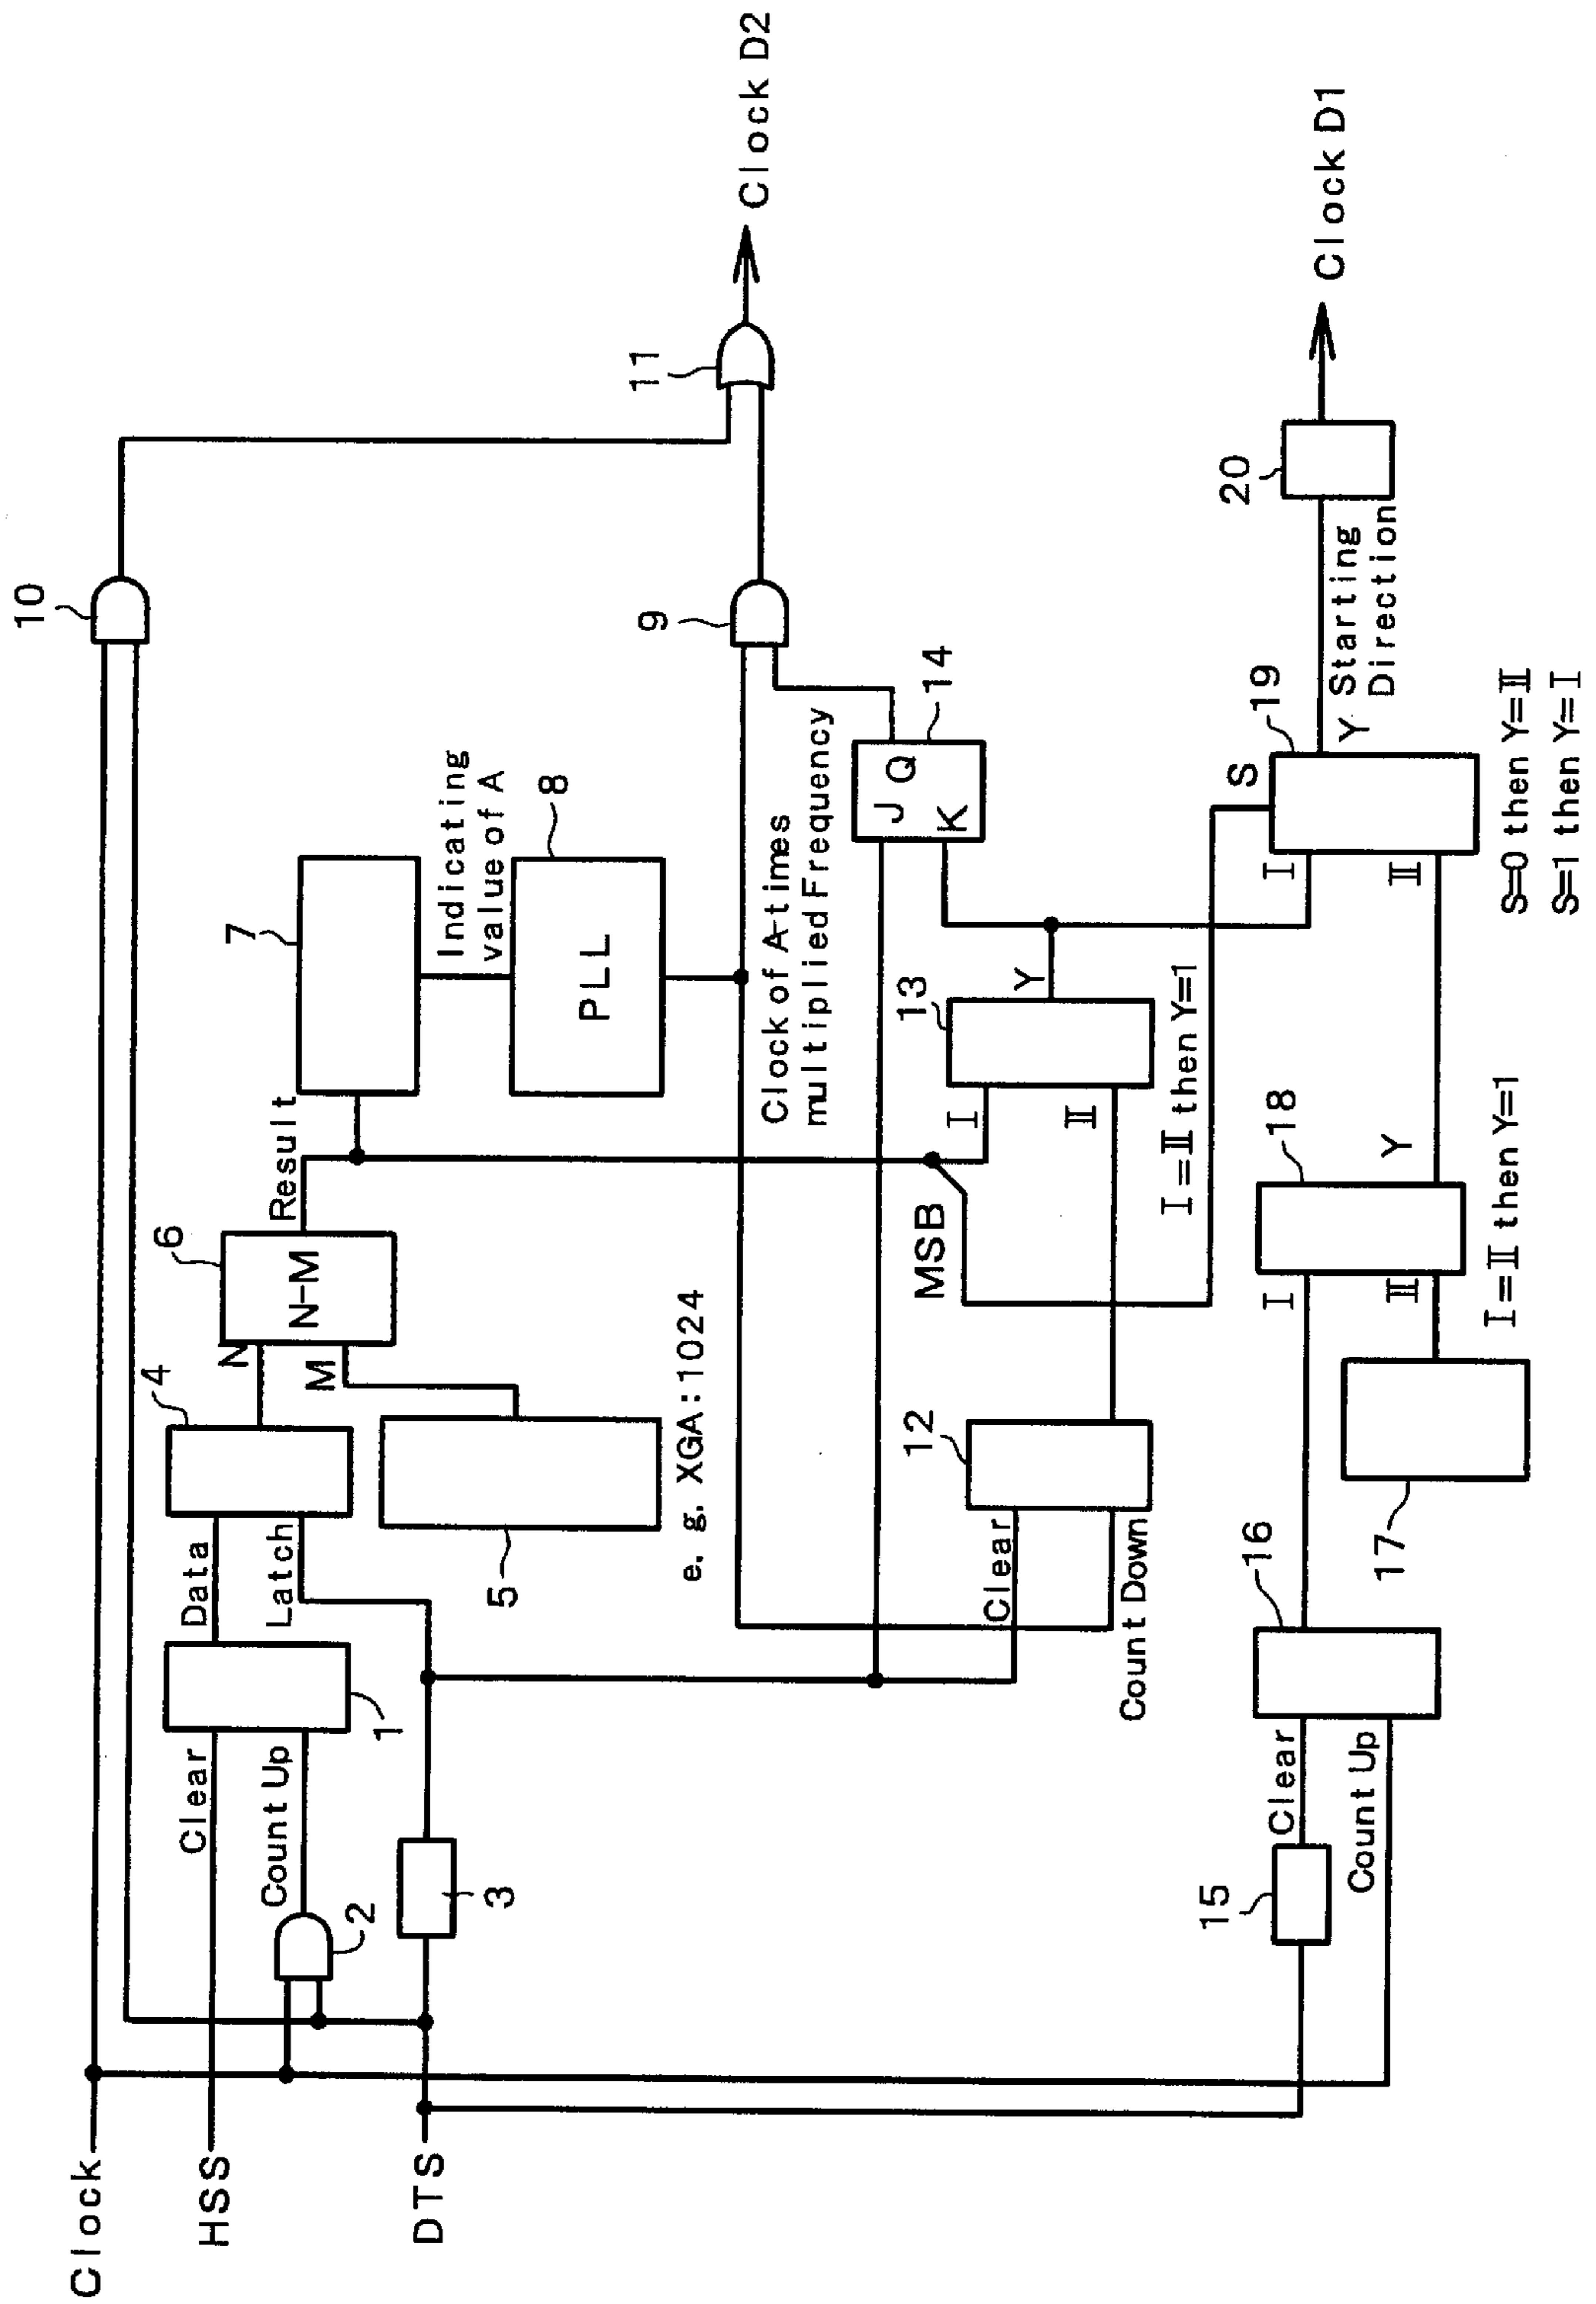 Clock
HSS
DTS
Clear
Count Up
2
3
1
Data
Latch
4
5
e. g. XGA:1024
N
M
6
N-M
Result
7
Indicating
value of A
8
PLL
Clock of A-times
multiplied Frequency
10
9
11
Clock D2
Clear
Count Down
12
MSB
I
II
13
Y
I=II then Y=1
J
Q
K
14
15
Clear
Count Up
16
17
I
II
18
Y
I=II then Y=1
I
II
S
19
Y
Starting
Direction
S=0 then Y=II
S=1 then Y=I
20
Clock D1